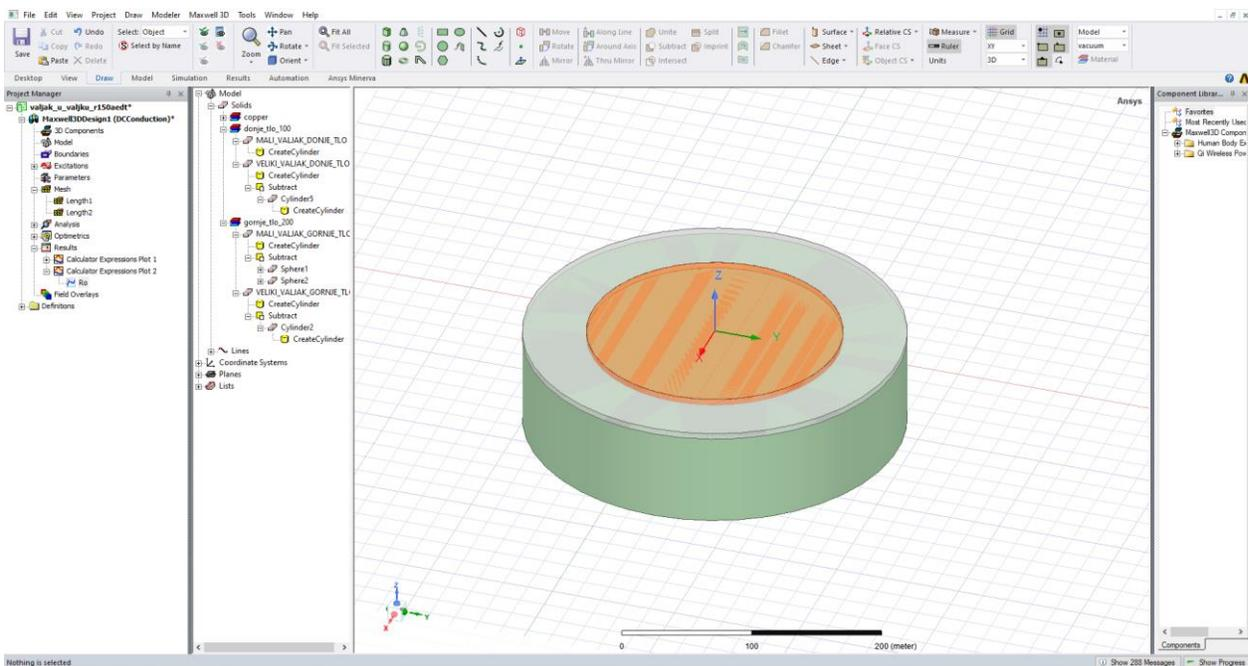 File Edit View Project Draw Modeler Maxwell 3D Tools Window Help
Save
Cut
Copy
Paste
Undo
Redo
Delete
Select: Object
Select by Name
Zoom
Pan
Rotate
Orient
Fit All
Fit Selected
Move
Rotate
Mirror
Along Line
Around Axis
Thru Mirror
Unite
Subtract
Intersect
Split
Imprint
Fillet
Chamfer
Surface
Sheet
Edge
Relative CS
Face CS
Object CS
Measure
Ruler
Units
Grid
XY
3D
Model
vacuum
Material
Desktop View Draw Model Simulation Results Automation Ansys Minerva
Project Manager
valjak_u_valjku_r150aedt*
Maxwell3DDesign1 (DCConduction)*
3D Components
Model
Boundaries
Excitations
Parameters
Mesh
Length1
Length2
Analysis
Optimetrics
Results
Calculator Expressions Plot 1
Calculator Expressions Plot 2
Ro
Field Overlays
Definitions
Model
Solids
copper
donje_tlo_100
MALI_VALJAK_DONJE_TLO
CreateCylinder
VELIKI_VALJAK_DONJE_TLO
CreateCylinder
Subtract
Cylinder5
CreateCylinder
gornje_tlo_200
MALI_VALJAK_GORNJE_TLO
CreateCylinder
Subtract
Sphere1
Sphere2
VELIKI_VALJAK_GORNJE_TL
CreateCylinder
Subtract
Cylinder2
CreateCylinder
Lines
Coordinate Systems
Planes
Lists
Ansys
Z
Y
X
Z
Y
X
0 100 200 (meter)
Component Librar...
Favorites
Most Recently Used
Maxwell3D Compon
Human Body Ex
Qi Wireless Pow
Components
Nothing is selected
Show 288 Messages
Show Progress